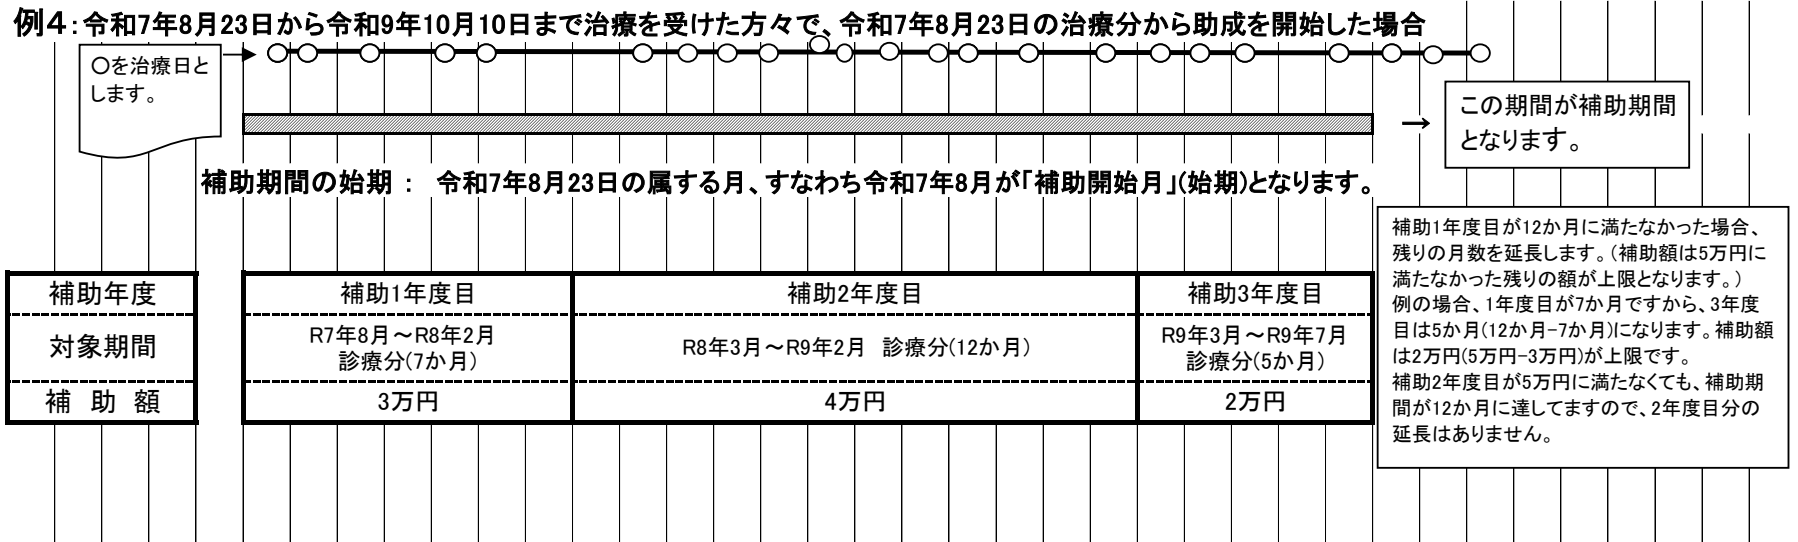 例4:令和7年8月23日から令和9年10月10日まで治療を受けた方々で、令和7年8月23日の治療分から助成を開始した場合
〇を治療日と
します。
→
この期間が補助期間
となります。
補助期間の始期 : 令和7年8月23日の属する月、すなわち令和7年8月が「補助開始月」(始期)となります。
補助1年度目が12か月に満たなかった場合、
残りの月数を延長します。(補助額は5万円に
満たなかった残りの額が上限となります。)
例の場合、1年度目が7か月ですから、3年度
目は5か月(12か月-7か月)になります。補助額
は2万円(5万円-3万円)が上限です。
補助2年度目が5万円に満たなくても、補助期
間が12か月に達してますので、2年度目分の
延長はありません。
補助年度 補助1年度目 補助2年度目 補助3年度目
対象期間
R7年8月～R8年2月
診療分(7か月)
R8年3月～R9年2月 診療分(12か月)
R9年3月～R9年7月
診療分(5か月)
補 助 額 3万円 4万円 2万円